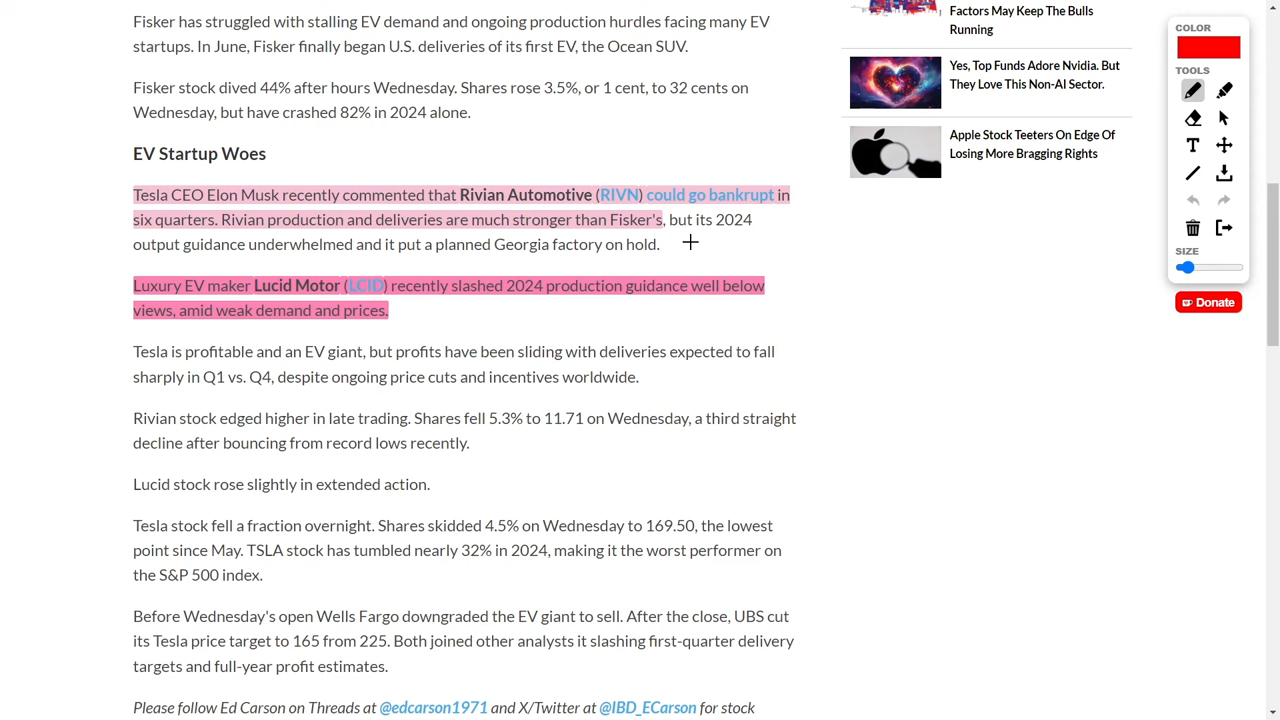 Fisker has struggled with stalling EV demand and ongoing production hurdles facing many EV
startups. In June, Fisker finally began U.S. deliveries of its first EV, the Ocean SUV.
Fisker stock dived 44% after hours Wednesday. Shares rose 3.5%, or 1 cent, to 32 cents on
Wednesday, but have crashed 82% in 2024 alone.
EV Startup Woes
Tesla CEO Elon Musk recently commented that Rivian Automotive (RIVN) could go bankrupt in
six quarters. Rivian production and deliveries are much stronger than Fisker's, but its 2024
output guidance underwhelmed and it put a planned Georgia factory on hold.
Luxury EV maker Lucid Motor (LCID) recently slashed 2024 production guidance well below
views, amid weak demand and prices.
Tesla is profitable and an EV giant, but profits have been sliding with deliveries expected to fall
sharply in Q1 vs. Q4, despite ongoing price cuts and incentives worldwide.
Rivian stock edged higher in late trading. Shares fell 5.3% to 11.71 on Wednesday, a third straight
decline after bouncing from record lows recently.
Lucid stock rose slightly in extended action.
Tesla stock fell a fraction overnight. Shares skidded 4.5% on Wednesday to 169.50, the lowest
point since May. TSLA stock has tumbled nearly 32% in 2024, making it the worst performer on
the S&P 500 index.
Before Wednesday's open Wells Fargo downgraded the EV giant to sell. After the close, UBS cut
its Tesla price target to 165 from 225. Both joined other analysts it slashing first-quarter delivery
targets and full-year profit estimates.
Please follow Ed Carson on Threads at @edcarson1971 and X/Twitter at @IBD_ECarson for stock
Factors May Keep The Bulls
Running
Yes, Top Funds Adore Nvidia. But
They Love This Non-AI Sector.
Apple Stock Teeters On Edge Of
Losing More Bragging Rights
COLOR
TOOLS
T
SIZE
Donate